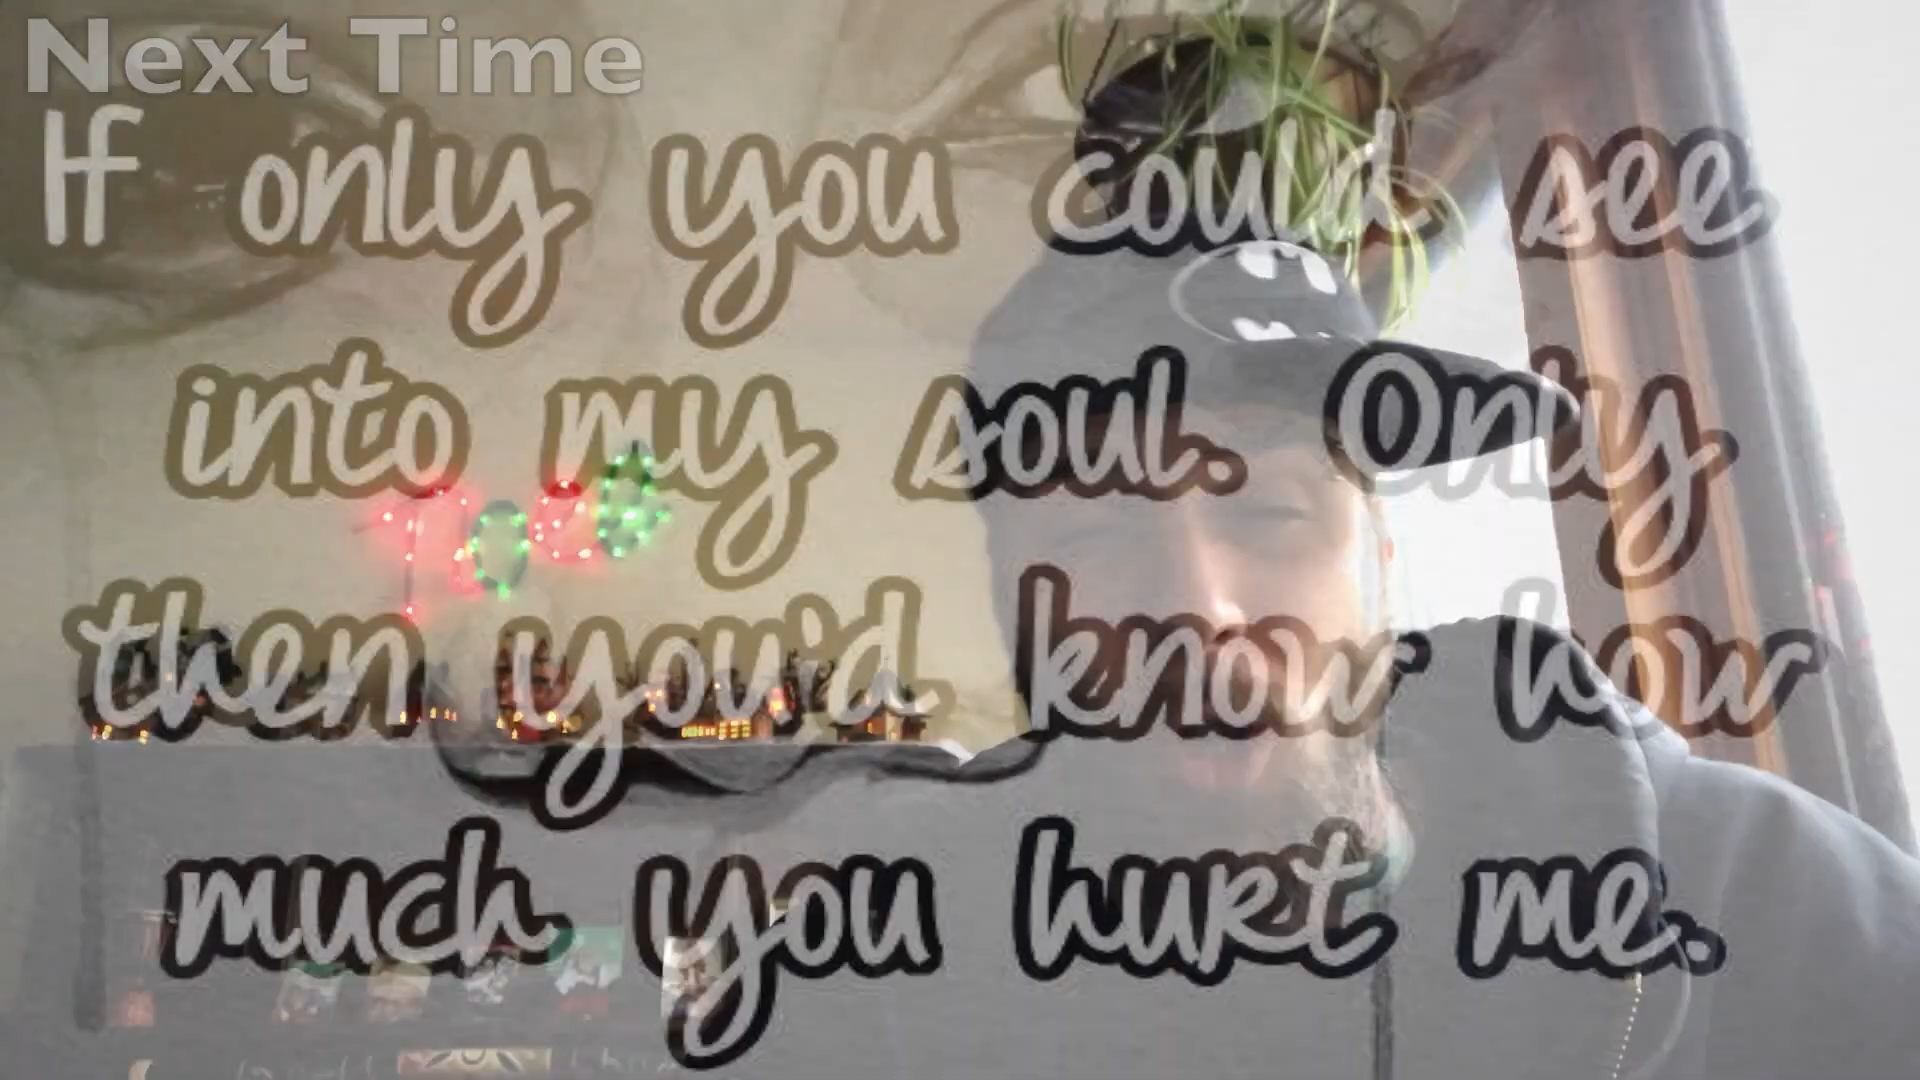 Next Time
If only you could see
into my soul. Only
then you'd know how
much you hurt me.